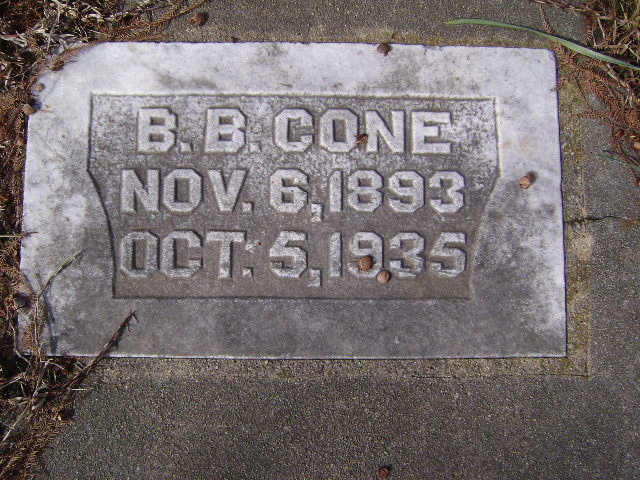 B. B. CONE
NOV. 6, 1893
OCT. 5, 1935